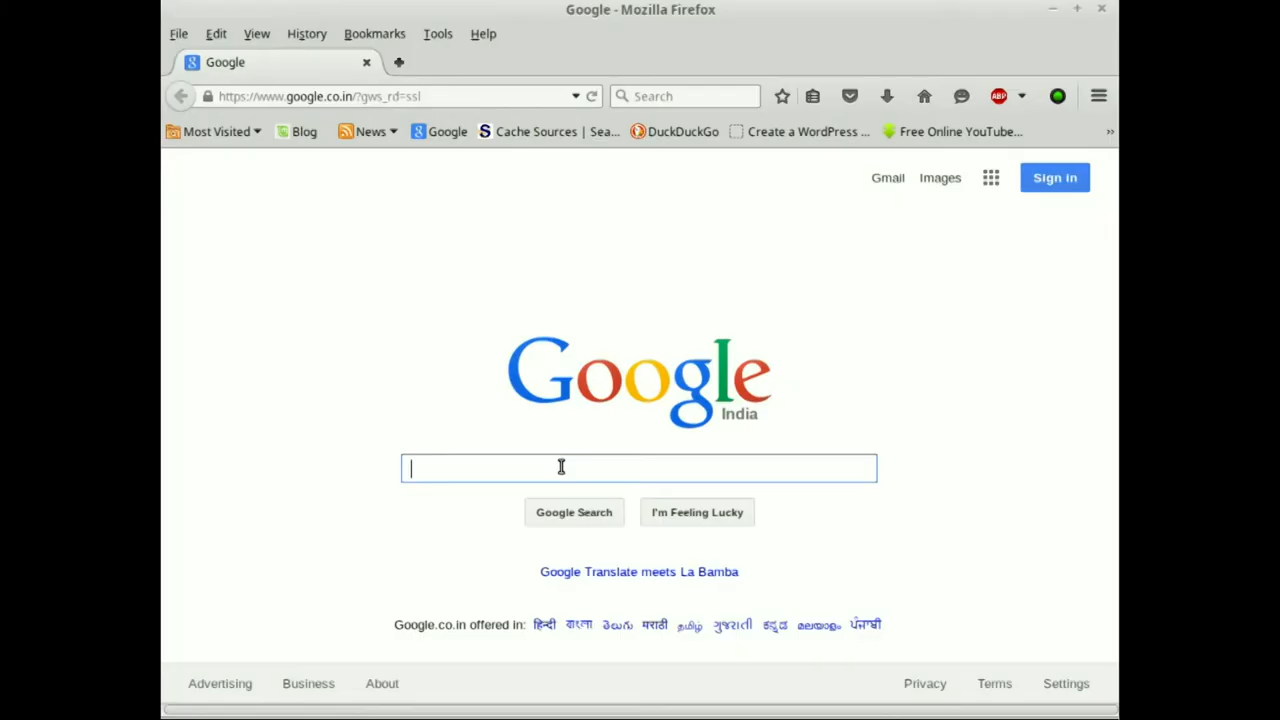 Google - Mozilla Firefox
File Edit View History Bookmarks Tools Help
Google
https://www.google.co.in/?gws_rd=ssl Search ABP
Most Visited Blog News Google Cache Sources | Sea... DuckDuckGo Create a WordPress ... Free Online YouTube...
Gmail Images Sign in
Google
India
Google Search I'm Feeling Lucky
Google Translate meets La Bamba
Google.co.in offered in: हिन्दी বাংলা తెలుగు मराठी தமிழ் ગુજરાતી ಕನ್ನಡ മലയാളം ਪੰਜਾਬੀ
Advertising Business About Privacy Terms Settings